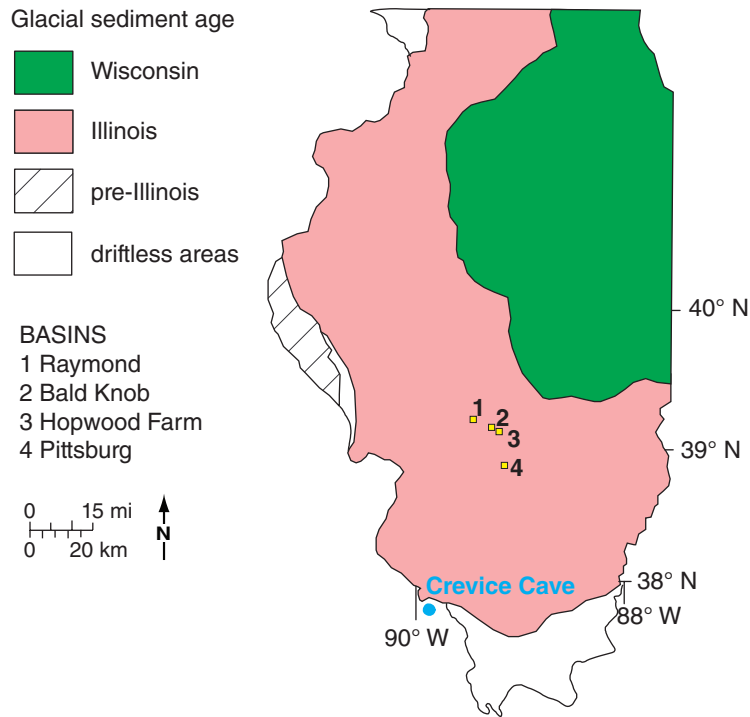 Glacial sediment age
Wisconsin
Illinois
pre-Illinois
driftless areas
BASINS
1 Raymond
2 Bald Knob
3 Hopwood Farm
4 Pittsburg
0 15 mi
0 20 km
N
1
2
3
4
40° N
39° N
38° N
88° W
90° W
Crevice Cave